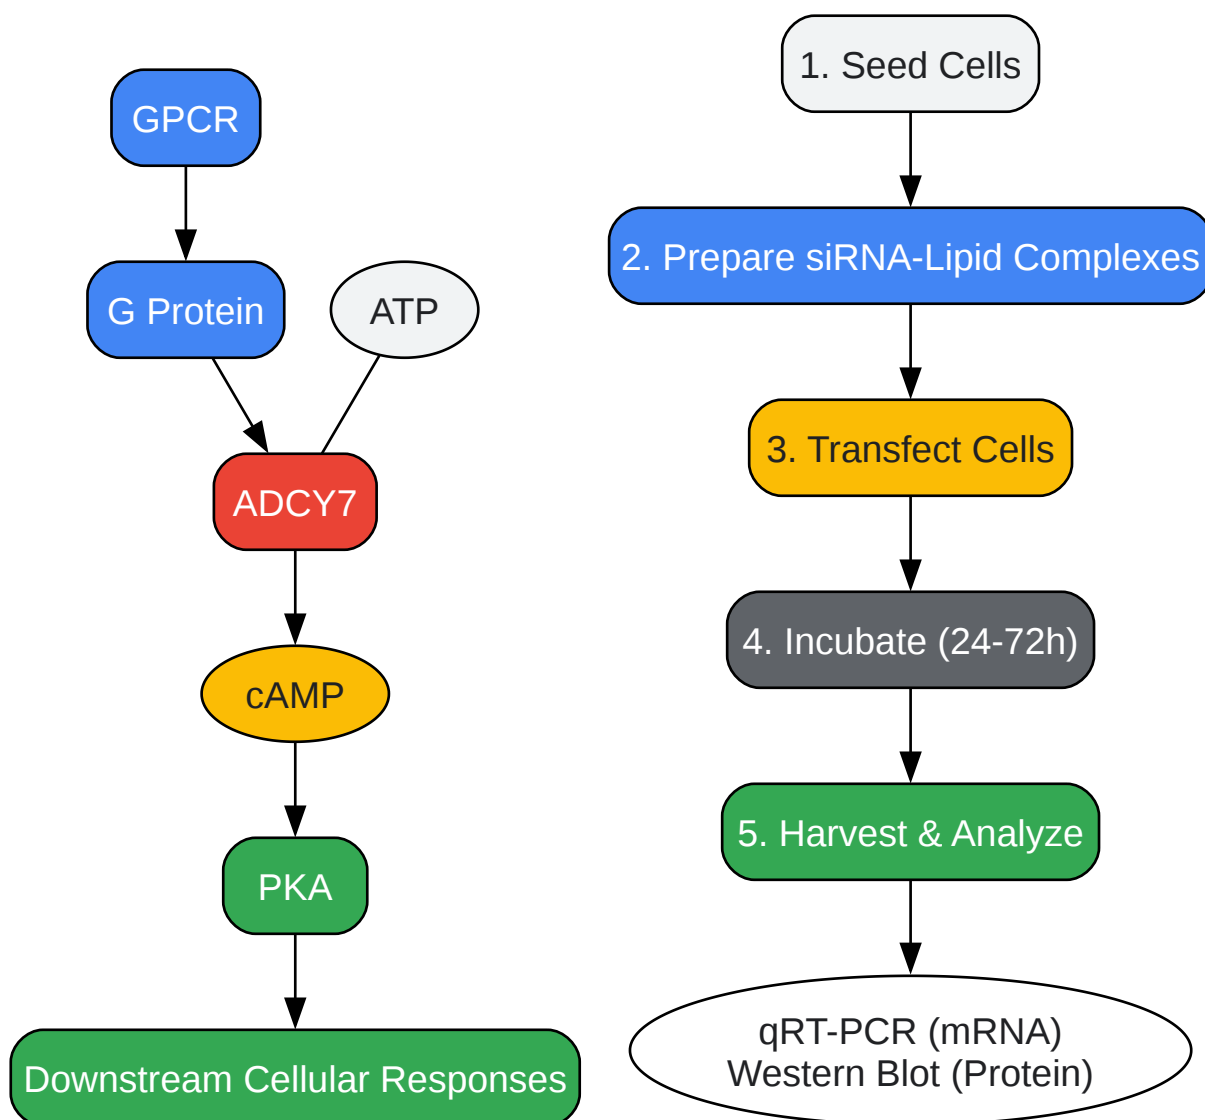 GPCR
G Protein
ATP
ADCY7
cAMP
PKA
Downstream Cellular Responses
1. Seed Cells
2. Prepare siRNA-Lipid Complexes
3. Transfect Cells
4. Incubate (24-72h)
5. Harvest & Analyze
qRT-PCR (mRNA)
Western Blot (Protein)